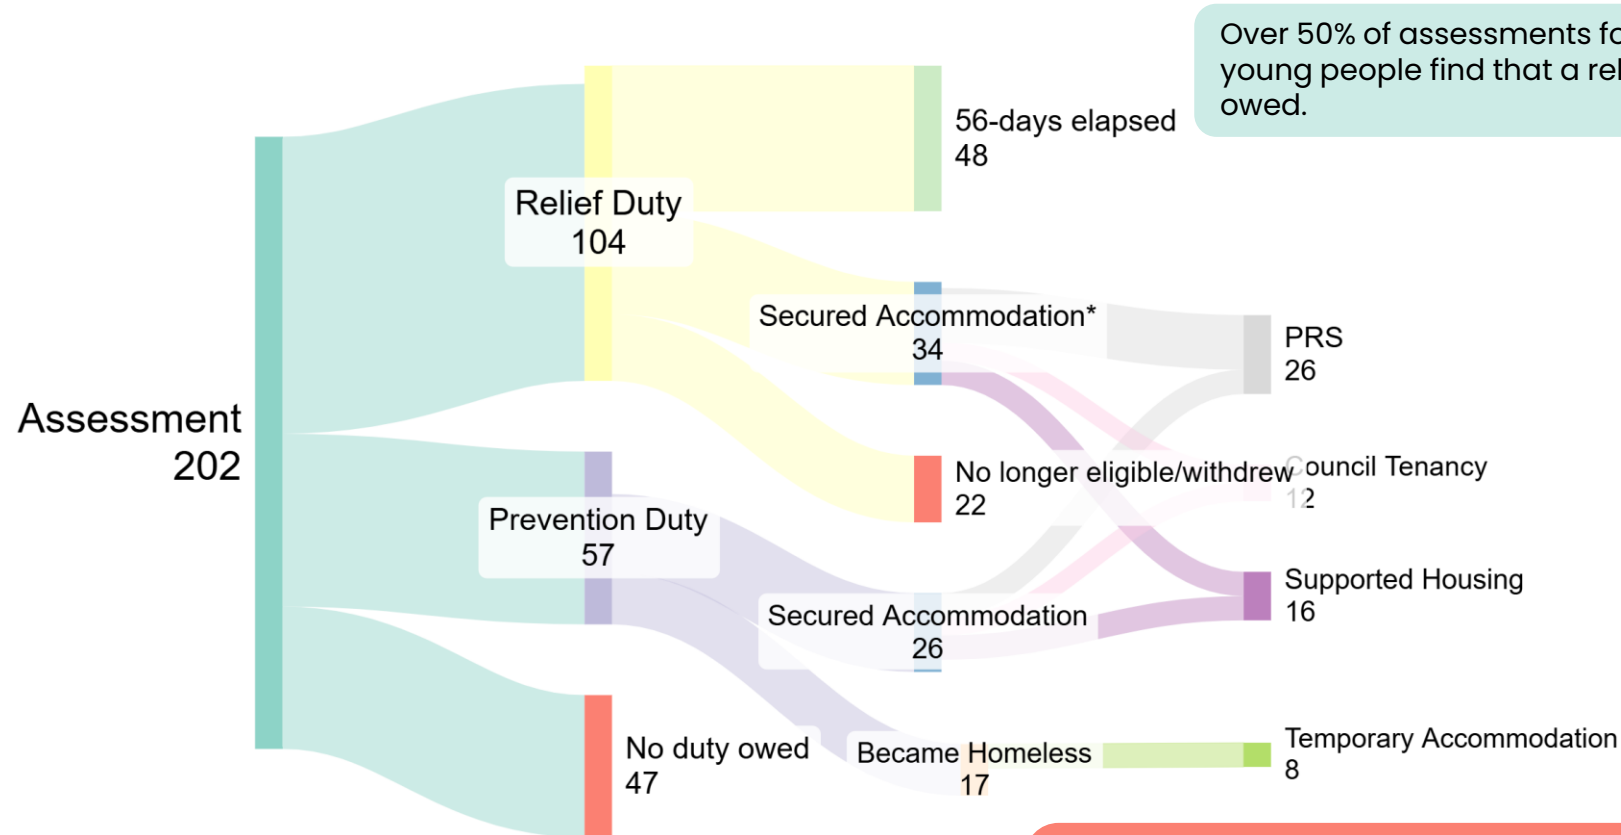 Over 50% of assessments fo
young people find that a rel
owed.
56-days elapsed
48
Relief Duty
104
Secured Accommodation*
34
PRS
26
Assessment
202
No longer eligible/withdrew
22
Council Tenancy
12
Prevention Duty
57
Supported Housing
16
Secured Accommodation
26
No duty owed
47
Became Homeless
17
Temporary Accommodation
8